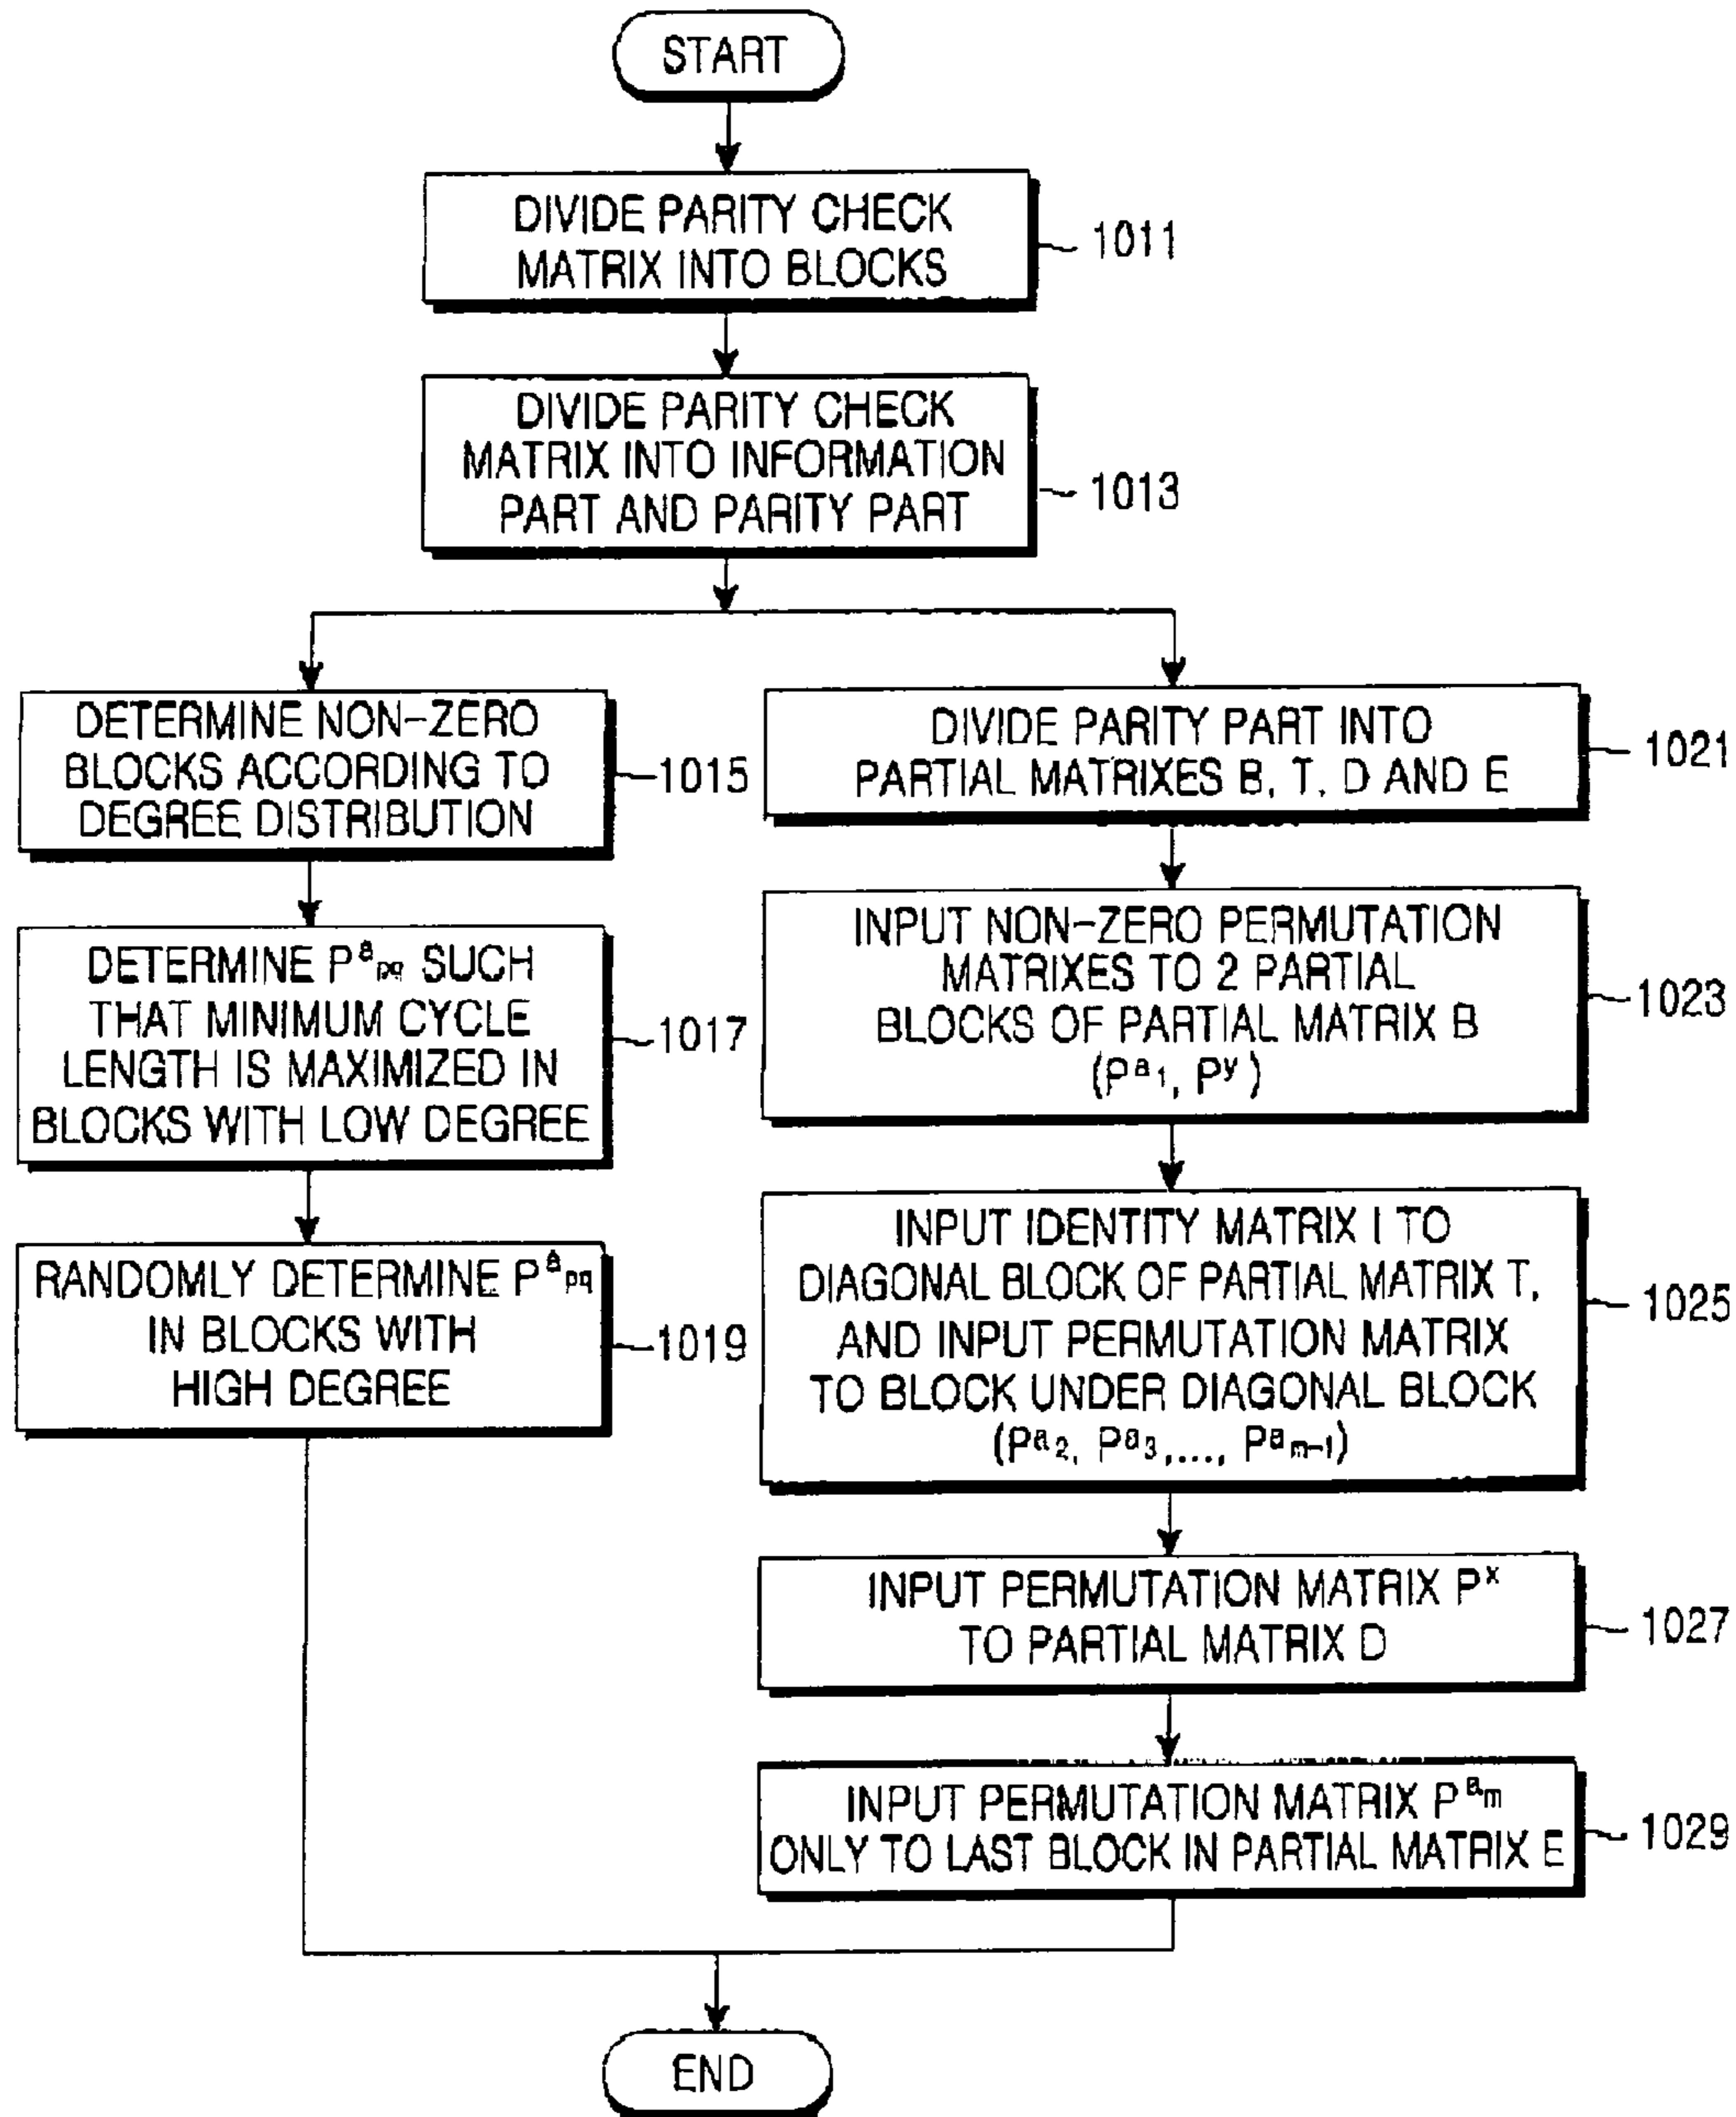 START
DIVIDE PARITY CHECK
MATRIX INTO BLOCKS
1011
DIVIDE PARITY CHECK
MATRIX INTO INFORMATION
PART AND PARITY PART
1013
DETERMINE NON-ZERO
BLOCKS ACCORDING TO
DEGREE DISTRIBUTION
1015
DETERMINE P^a_pq SUCH
THAT MINIMUM CYCLE
LENGTH IS MAXIMIZED IN
BLOCKS WITH LOW DEGREE
1017
RANDOMLY DETERMINE P^a_pq
IN BLOCKS WITH
HIGH DEGREE
1019
DIVIDE PARITY PART INTO
PARTIAL MATRIXES B, T, D AND E
1021
INPUT NON-ZERO PERMUTATION
MATRIXES TO 2 PARTIAL
BLOCKS OF PARTIAL MATRIX B
(P^a_1, P^y)
1023
INPUT IDENTITY MATRIX I TO
DIAGONAL BLOCK OF PARTIAL MATRIX T,
AND INPUT PERMUTATION MATRIX
TO BLOCK UNDER DIAGONAL BLOCK
(P^a_2, P^a_3,...., P^a_m-1)
1025
INPUT PERMUTATION MATRIX P^x
TO PARTIAL MATRIX D
1027
INPUT PERMUTATION MATRIX P^a_m
ONLY TO LAST BLOCK IN PARTIAL MATRIX E
1029
END